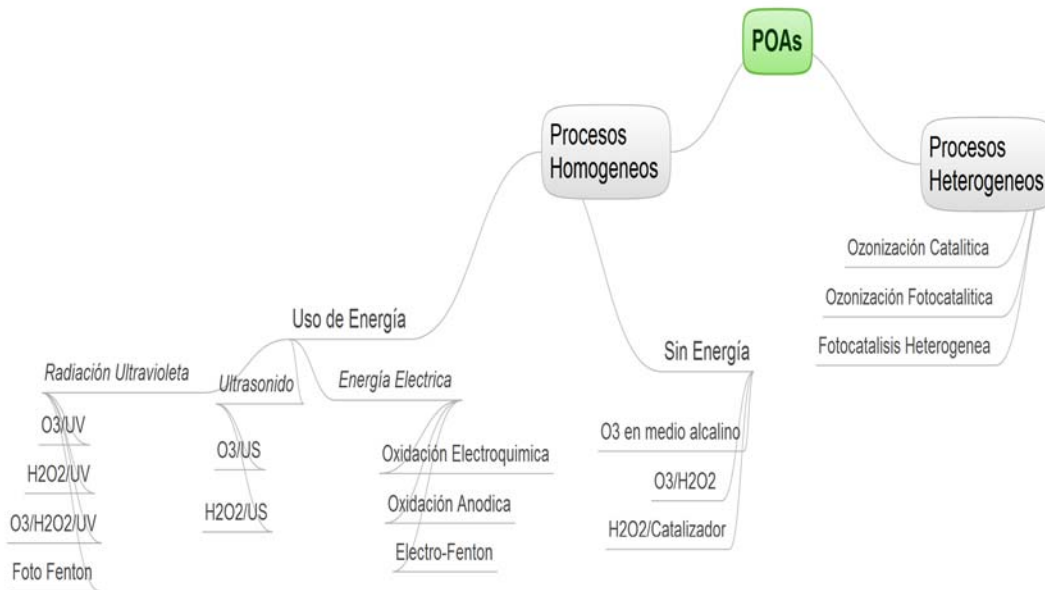 POAs
Procesos
Homogeneos
Procesos
Heterogeneos
Ozonización Catalitica
Ozonización Fotocatalitica
Fotocatalisis Heterogenea
Uso de Energía
Sin Energía
Radiación Ultravioleta
Ultrasonido
Energía Electrica
O3/UV
H2O2/UV
O3/H2O2/UV
Foto Fenton
O3/US
H2O2/US
Oxidación Electroquimica
Oxidación Anodica
Electro-Fenton
O3 en medio alcalino
O3/H2O2
H2O2/Catalizador